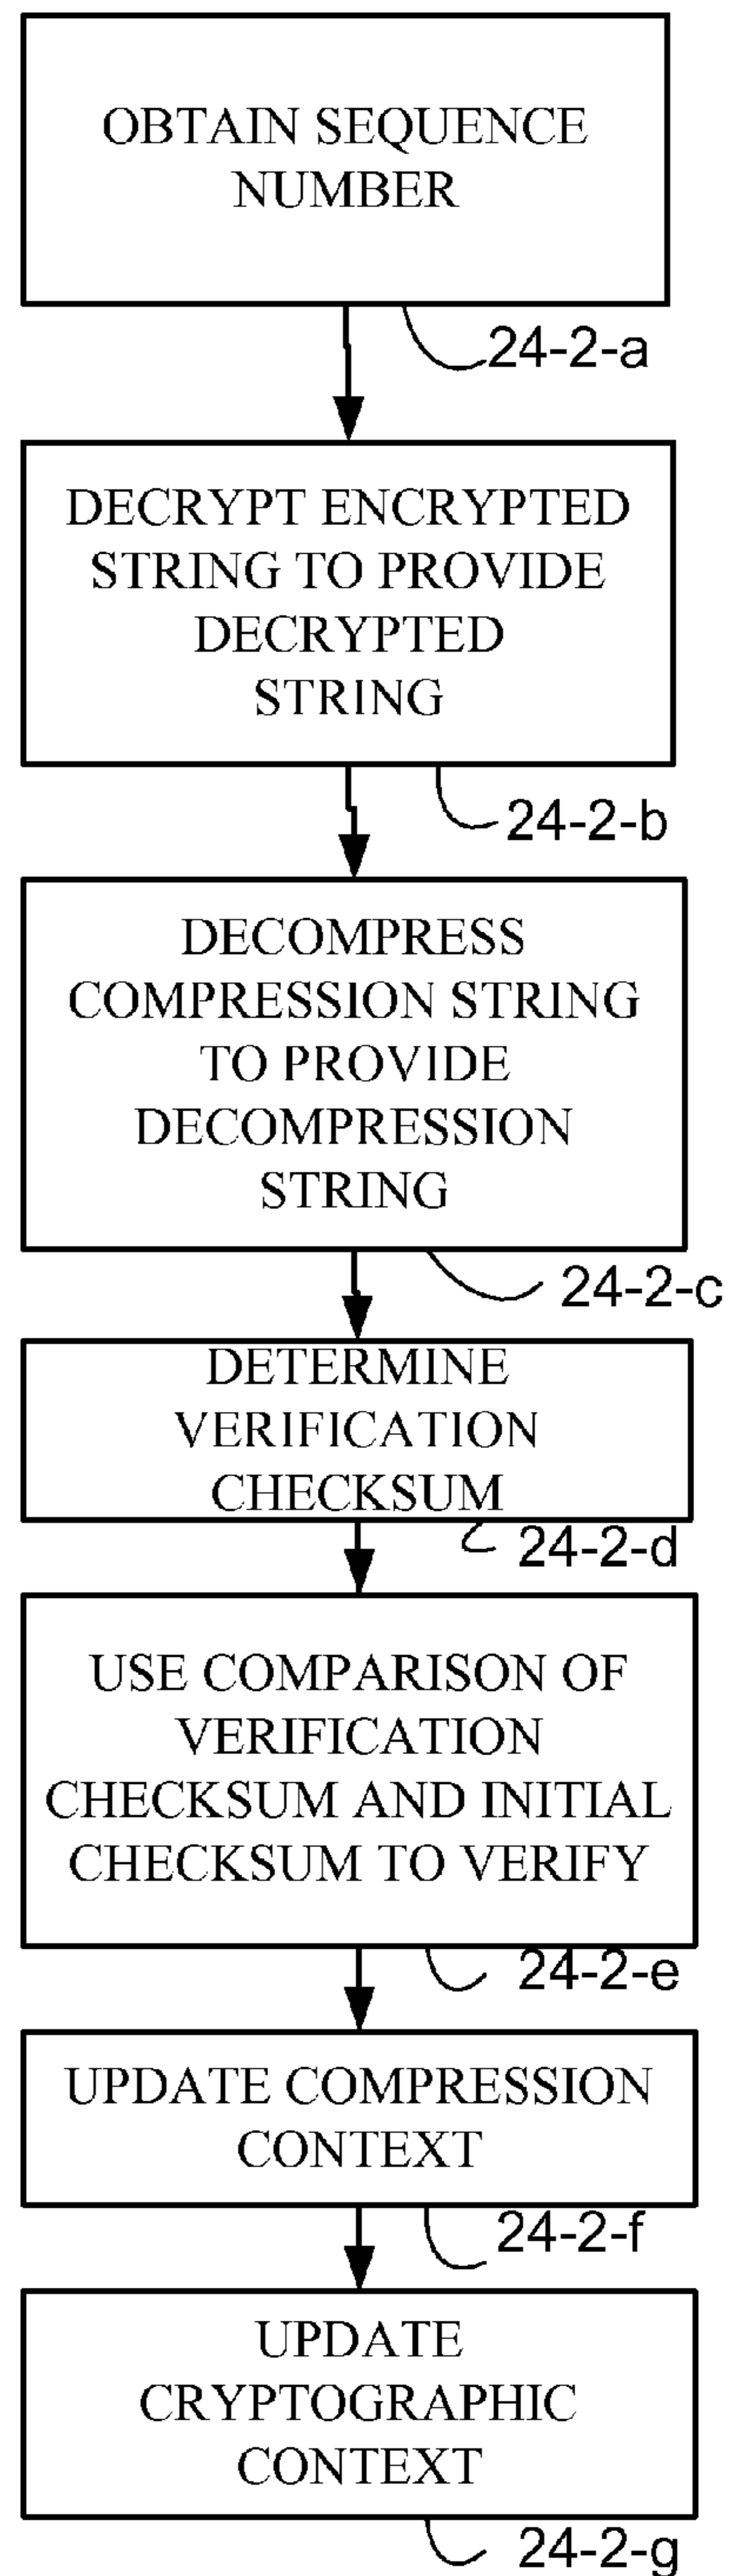 OBTAIN SEQUENCE
NUMBER
24-2-a
DECRYPT ENCRYPTED
STRING TO PROVIDE
DECRYPTED
STRING
24-2-b
DECOMPRESS
COMPRESSION STRING
TO PROVIDE
DECOMPRESSION
STRING
24-2-c
DETERMINE
VERIFICATION
CHECKSUM
24-2-d
USE COMPARISON OF
VERIFICATION
CHECKSUM AND INITIAL
CHECKSUM TO VERIFY
24-2-e
UPDATE COMPRESSION
CONTEXT
24-2-f
UPDATE
CRYPTOGRAPHIC
CONTEXT
24-2-g